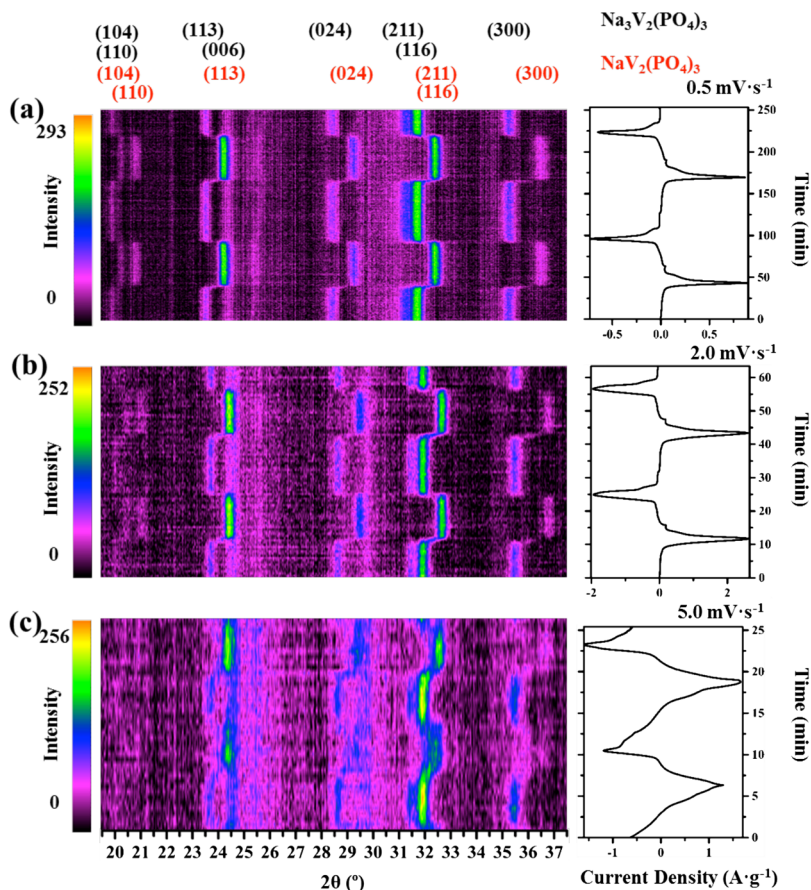 (104) (113) (024) (211) (300) Na₃V₂(PO₄)₃
(110) (006) (116)
(104) (113) (024) (211) (300) NaV₂(PO₄)₃
(110) (116)
(a) 0.5 mV·s⁻¹
293
Intensity
0
250
200
150
100
50
0
Time (min)
-0.5 0.0 0.5
(b) 2.0 mV·s⁻¹
252
Intensity
0
60
50
40
30
20
10
0
Time (min)
-2 -1 0 1 2
(c) 5.0 mV·s⁻¹
256
Intensity
0
25
20
15
10
5
0
Time (min)
20 21 22 23 24 25 26 27 28 29 30 31 32 33 34 35 36 37
-1 0 1
2θ (º) Current Density (A·g⁻¹)